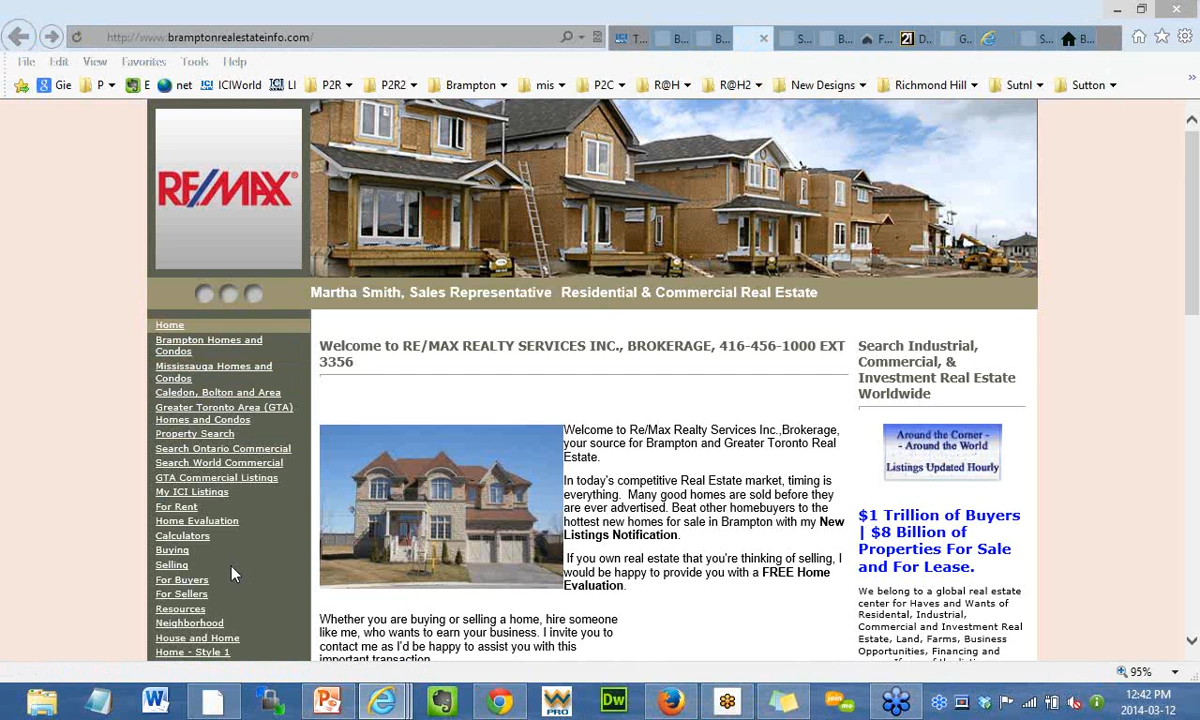 http://www.bramptonrealestateinfo.com/
T...
B...
B...
S...
B...
F...
21 D...
G...
S...
B...
File Edit View Favorites Tools Help
Gie P E net ICIWorld LI P2R P2R2 Brampton mis P2C R@H R@H2 New Designs Richmond Hill Sutnl Sutton
RE/MAX®
Martha Smith, Sales Representative Residential & Commercial Real Estate
Home
Brampton Homes and
Condos
Mississauga Homes and
Condos
Caledon, Bolton and Area
Greater Toronto Area (GTA)
Homes and Condos
Property Search
Search Ontario Commercial
Search World Commercial
GTA Commercial Listings
My ICI Listings
For Rent
Home Evaluation
Calculators
Buying
Selling
For Buyers
For Sellers
Resources
Neighborhood
House and Home
Home - Style 1
Welcome to RE/MAX REALTY SERVICES INC., BROKERAGE, 416-456-1000 EXT
3356
Welcome to Re/Max Realty Services Inc.,Brokerage,
your source for Brampton and Greater Toronto Real
Estate.
In today's competitive Real Estate market, timing is
everything. Many good homes are sold before they
are ever advertised. Beat other homebuyers to the
hottest new homes for sale in Brampton with my New
Listings Notification.
If you own real estate that you're thinking of selling, I
would be happy to provide you with a FREE Home
Evaluation.
Whether you are buying or selling a home, hire someone
like me, who wants to earn your business. I invite you to
contact me as I'd be happy to assist you with this
important transaction.
Search Industrial,
Commercial, &
Investment Real Estate
Worldwide
Around the Corner -
- Around the World
Listings Updated Hourly
$1 Trillion of Buyers
| $8 Billion of
Properties For Sale
and For Lease.
We belong to a global real estate
center for Haves and Wants of
Residental, Industrial,
Commercial and Investment Real
Estate, Land, Farms, Business
Opportunities, Financing and
95%
W
Dw
PRO
join me
12:42 PM
2014-03-12